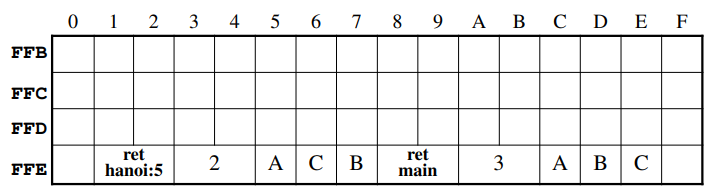 0 1 2 3 4 5 6 7 8 9 A B C D E F
FFB
FFC
FFD
FFE ret hanoi:5 2 A C B ret main 3 A B C